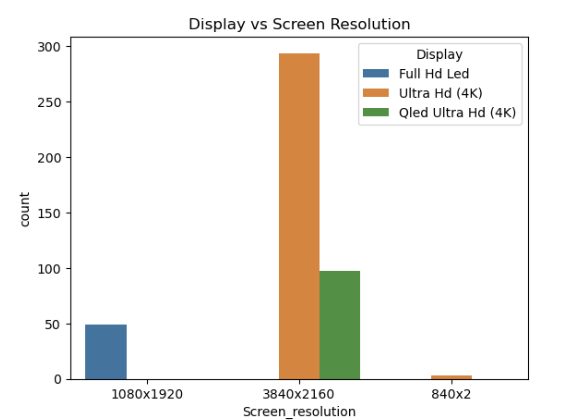 Display vs Screen Resolution
Display
Full Hd Led
Ultra Hd (4K)
Qled Ultra Hd (4K)
count
300
250
200
150
100
50
0
1080x1920 3840x2160 840x2
Screen_resolution